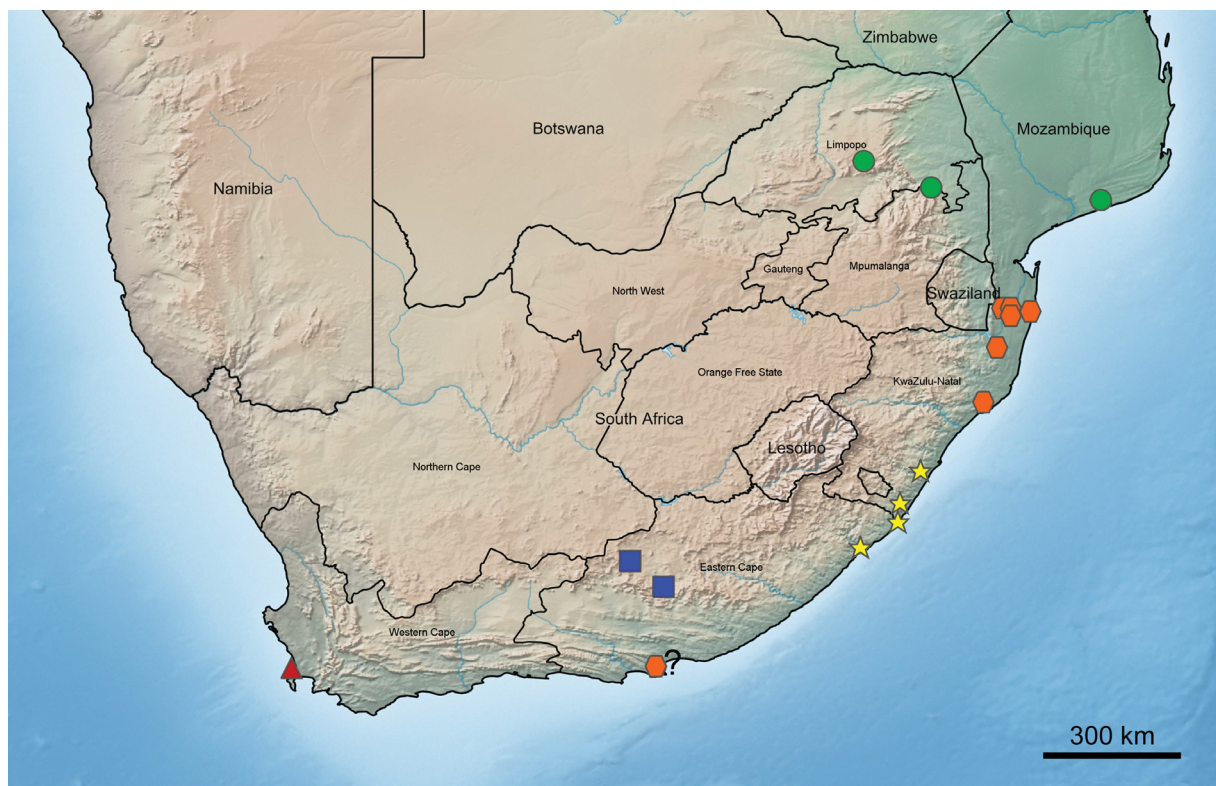 Zimbabwe
Botswana
Mozambique
Limpopo
Namibia
Gauteng
Mpumalanga
North West
Swaziland
Orange Free State
KwaZulu-Natal
South Africa
Lesotho
Northern Cape
Eastern Cape
Western Cape
?
300 km